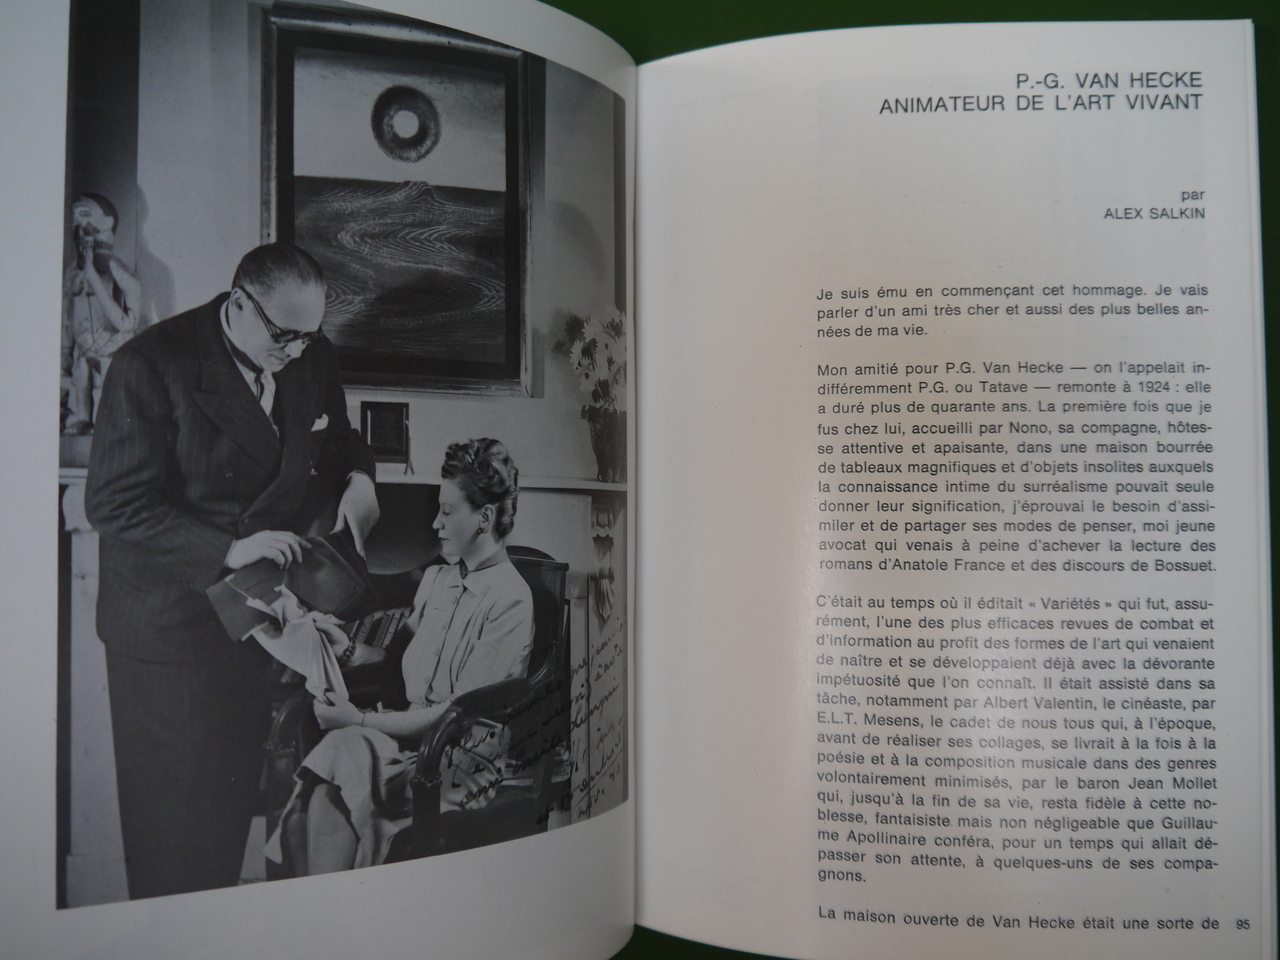 P.-G. VAN HECKE
ANIMATEUR DE L'ART VIVANT
par
ALEX SALKIN
Je suis ému en commençant cet hommage. Je vais
parler d'un ami très cher et aussi des plus belles an-
nées de ma vie.
Mon amitié pour P.G. Van Hecke — on l'appelait in-
différemment P.G. ou Tatave — remonte à 1924 : elle
a duré plus de quarante ans. La première fois que je
fus chez lui, accueilli par Nono, sa compagne, hôtes-
se attentive et apaisante, dans une maison bourrée
de tableaux magnifiques et d'objets insolites auxquels
la connaissance intime du surréalisme pouvait seule
donner leur signification, j'éprouvai le besoin d'assi-
miler et de partager ses modes de penser, moi jeune
avocat qui venais à peine d'achever la lecture des
romans d'Anatole France et des discours de Bossuet.
C'était au temps où il éditait « Variétés » qui fut, assu-
rément, l'une des plus efficaces revues de combat et
d'information au profit des formes de l'art qui venaient
de naître et se développaient déjà avec la dévorante
impétuosité que l'on connaît. Il était assisté dans sa
tâche, notamment par Albert Valentin, le cinéaste, par
E.L.T. Mesens, le cadet de nous tous qui, à l'époque,
avant de réaliser ses collages, se livrait à la fois à la
poésie et à la composition musicale dans des genres
volontairement minimisés, par le baron Jean Mollet
qui, jusqu'à la fin de sa vie, resta fidèle à cette no-
blesse, fantaisiste mais non négligeable que Guillau-
me Apollinaire conféra, pour un temps qui allait dé-
passer son attente, à quelques-uns de ses compa-
gnons.
La maison ouverte de Van Hecke était une sorte de 95